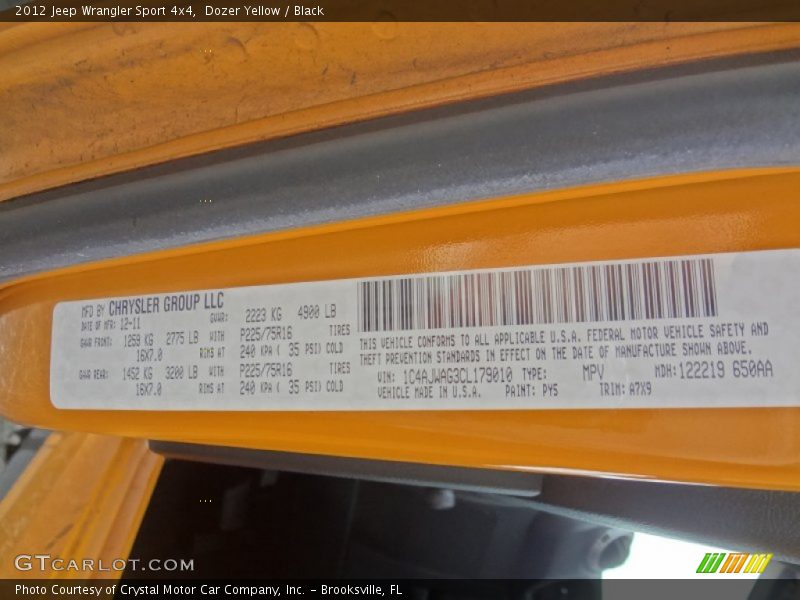 2012 Jeep Wrangler Sport 4x4, Dozer Yellow / Black
MFD BY CHRYSLER GROUP LLC
DATE OF MFR: 12-11 GVWR: 2223 KG 4900 LB
GAWR FRONT: 1259 KG 2775 LB WITH P225/75R16 TIRES
16X7.0 RIMS AT 240 KPA ( 35 PSI) COLD
GAWR REAR: 1452 KG 3200 LB WITH P225/75R16 TIRES
16X7.0 RIMS AT 240 KPA ( 35 PSI) COLD
THIS VEHICLE CONFORMS TO ALL APPLICABLE U.S.A. FEDERAL MOTOR VEHICLE SAFETY AND
THEFT PREVENTION STANDARDS IN EFFECT ON THE DATE OF MANUFACTURE SHOWN ABOVE.
VIN: 1C4AJWAG3CL179010 TYPE: MPV MDH: 122219 650AA
VEHICLE MADE IN U.S.A. PAINT: PY5 TRIM: A7X9
GTCARLOT.COM
Photo Courtesy of Crystal Motor Car Company, Inc. - Brooksville, FL